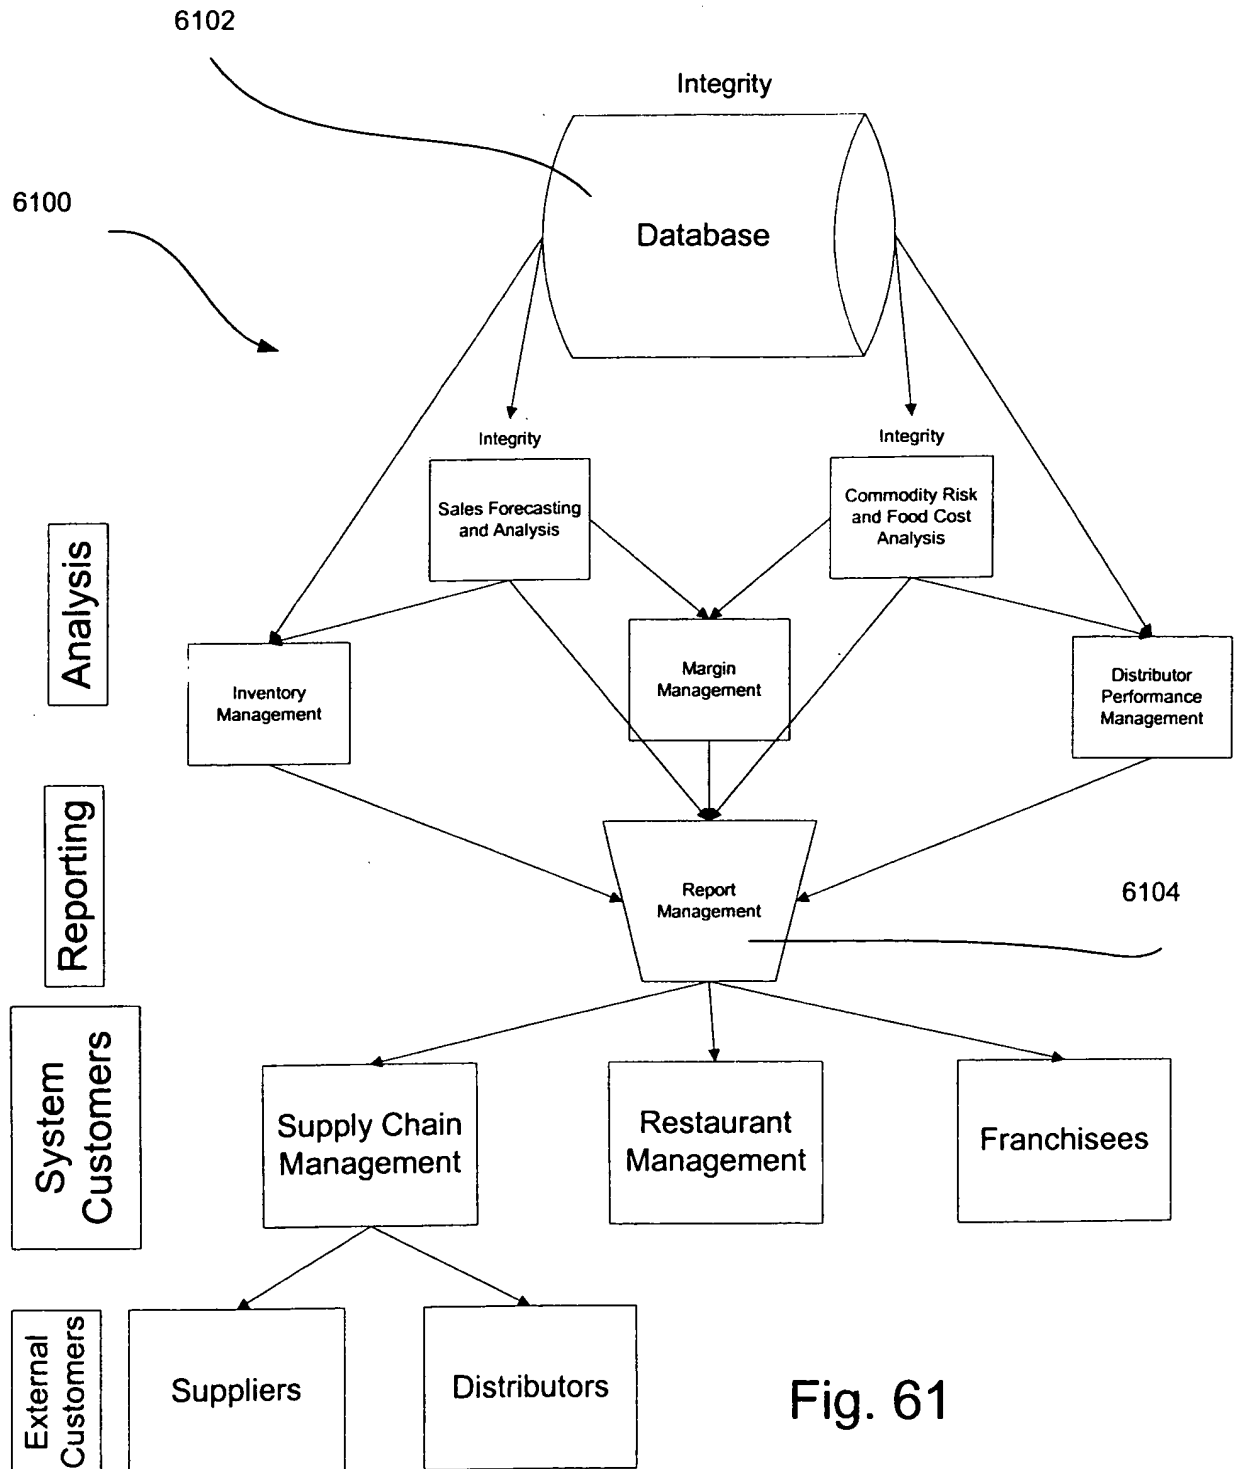 6102
Integrity
6100
Database
Integrity
Integrity
Sales Forecasting
and Analysis
Commodity Risk
and Food Cost
Analysis
Analysis
Inventory
Management
Margin
Management
Distributor
Performance
Management
Reporting
Report
Management
6104
System
Customers
Supply Chain
Management
Restaurant
Management
Franchisees
External
Customers
Suppliers
Distributors
Fig. 61